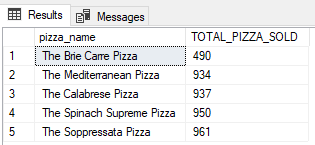 Results Messages
pizza_name TOTAL_PIZZA_SOLD
1 The Brie Carre Pizza 490
2 The Mediterranean Pizza 934
3 The Calabrese Pizza 937
4 The Spinach Supreme Pizza 950
5 The Soppressata Pizza 961